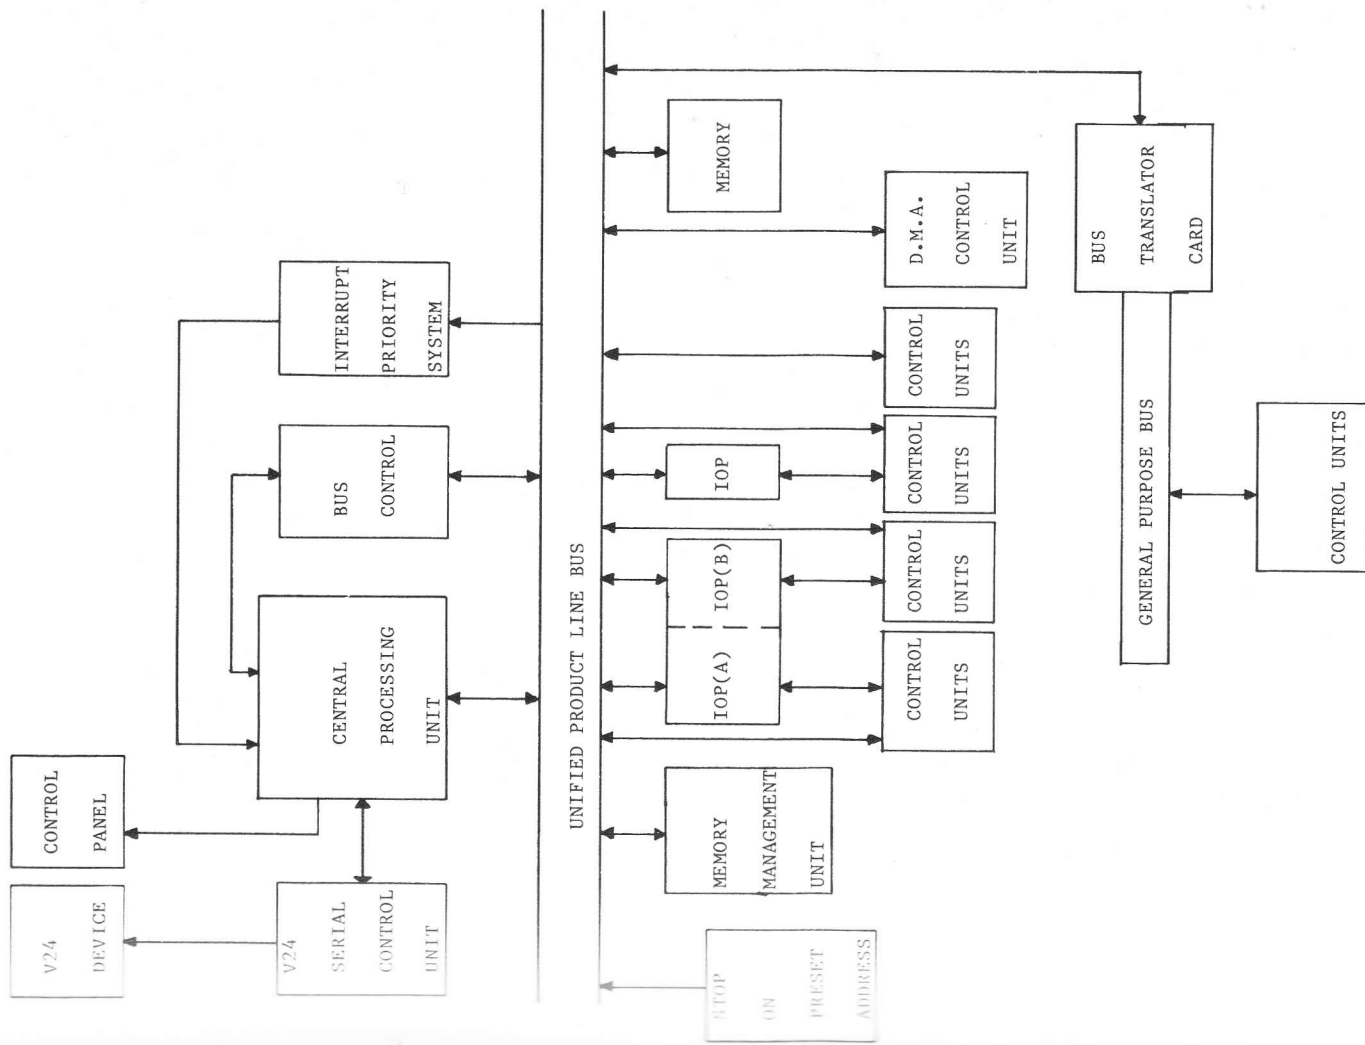 V24
DEVICE
CONTROL
PANEL
V24
SERIAL
CONTROL
UNIT
CENTRAL
PROCESSING
UNIT
BUS
CONTROL
INTERRUPT
PRIORITY
SYSTEM
UNIFIED PRODUCT LINE BUS
STOP
ON
PRESET
ADDRESS
MEMORY
MANAGEMENT
UNIT
IOP(A)
IOP(B)
IOP
MEMORY
CONTROL
UNITS
CONTROL
UNITS
CONTROL
UNITS
CONTROL
UNITS
D.M.A.
CONTROL
UNIT
GENERAL PURPOSE BUS
BUS
TRANSLATOR
CARD
CONTROL UNITS